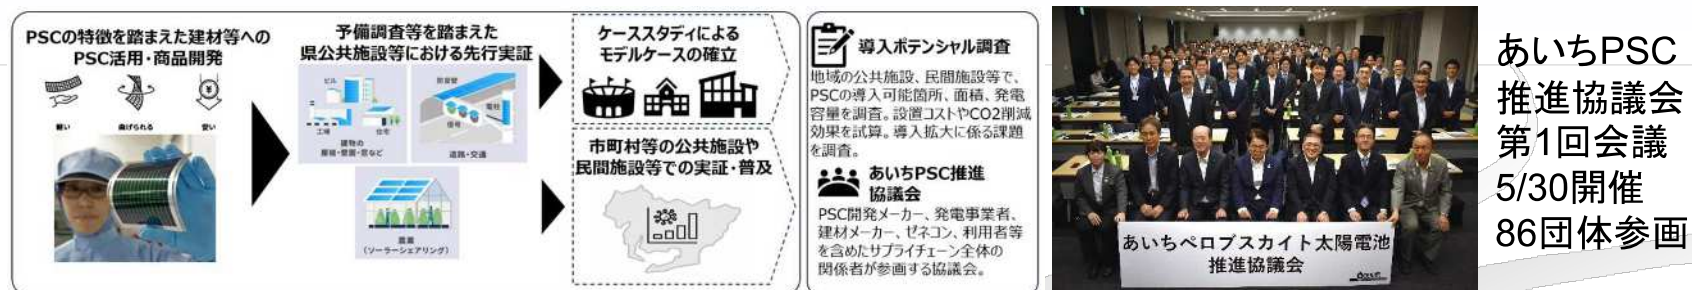 PSCの特徴を踏まえた建材等への
PSC活用・商品開発
軽い
曲げられる
安い
予備調査等を踏まえた
県公共施設等における先行実証
ビル
工場
住宅
建物の
屋根・壁面・窓など
防音壁
電柱
信号
道路・交通
農業
（ソーラーシェアリング）
ケーススタディによる
モデルケースの確立
市町村等の公共施設や
民間施設等での実証・普及
導入ポテンシャル調査
地域の公共施設、民間施設等で、
PSCの導入可能箇所、面積、発電
容量を調査。設置コストやCO2削減
効果を試算。導入拡大に係る課題
を調査。
あいちPSC推進
協議会
PSC開発メーカー、発電事業者、
建材メーカー、ゼネコン、利用者等
を含めたサプライチェーン全体の
関係者が参画する協議会。
あいちペロブスカイト太陽電池
推進協議会
あいちPSC
推進協議会
第1回会議
5/30開催
86団体参画